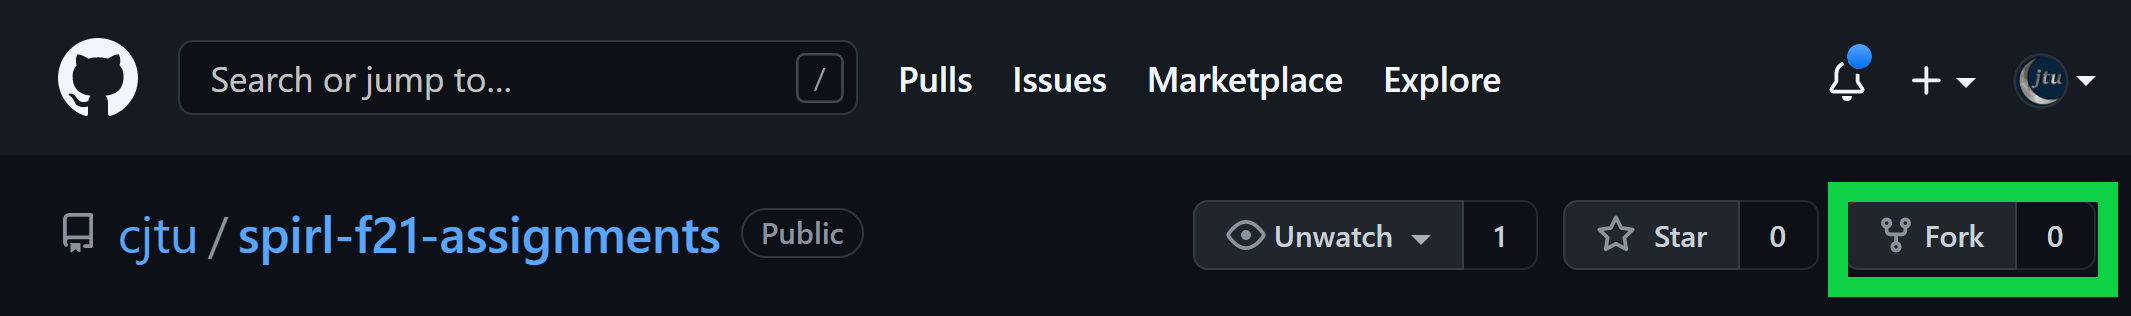 Search or jump to... / Pulls Issues Marketplace Explore jtu
cjtu / spirl-f21-assignments Public Unwatch 1 Star 0 Fork 0